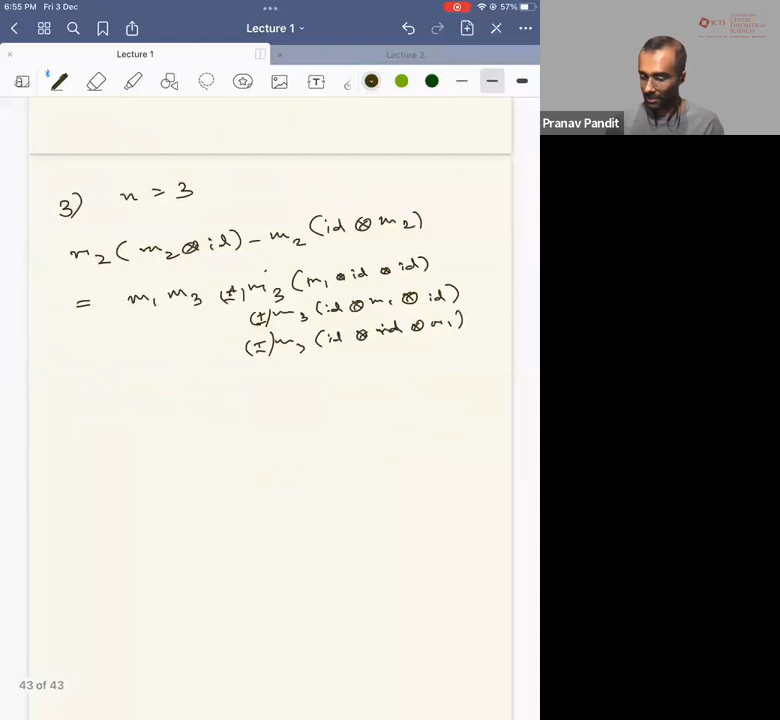 6:55 PM Fri 3 Dec
57%
Lecture 1
Lecture 1
Lecture 2
T
3) n = 3
m₂ ( m₂ ⊗ id ) − m₂ ( id ⊗ m₂ )
= m₁ m₃ (±) m₃ ( m₁ ⊗ id ⊗ id )
(±) m₃ ( id ⊗ m₁ ⊗ id )
(±) m₃ ( id ⊗ id ⊗ m₁ )
43 of 43
ICTS
Pranav Pandit